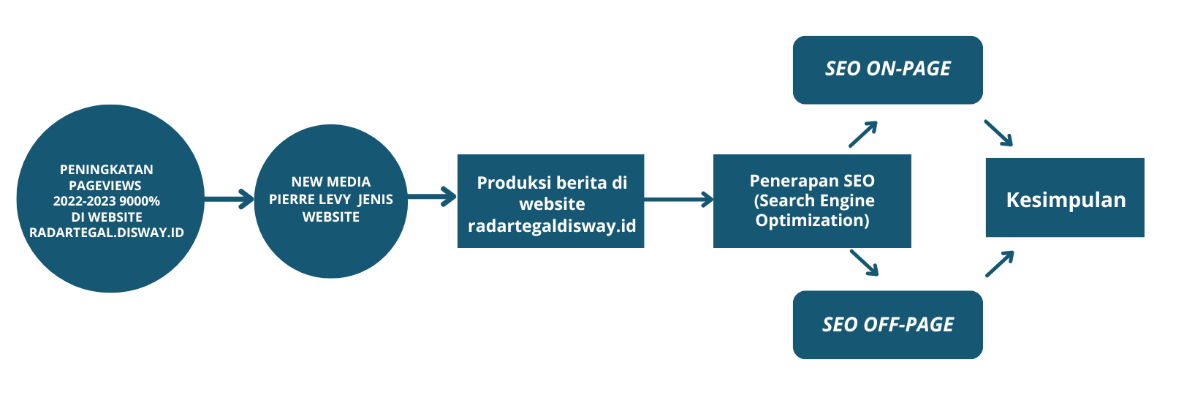 PENINGKATAN
PAGEVIEWS
2022-2023 9000%
DI WEBSITE
RADARTEGAL.DISWAY.ID
NEW MEDIA
PIERRE LEVY JENIS
WEBSITE
Produksi berita di
website
radartegaldisway.id
Penerapan SEO
(Search Engine
Optimization)
SEO ON-PAGE
SEO OFF-PAGE
Kesimpulan